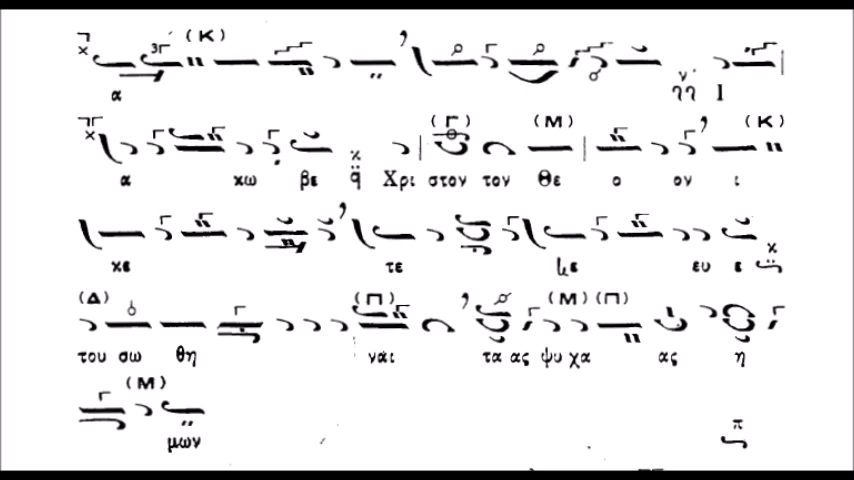 (Κ)
α Ι
(Γ) (Μ) (Κ)
α κω βε Χρι στον τον Θε ο ον ι
κε τε ευ ε
(Δ) (Π) (Μ) (Π)
του σω θη ναι τα ας ψυ χα ας η
(Μ)
μων